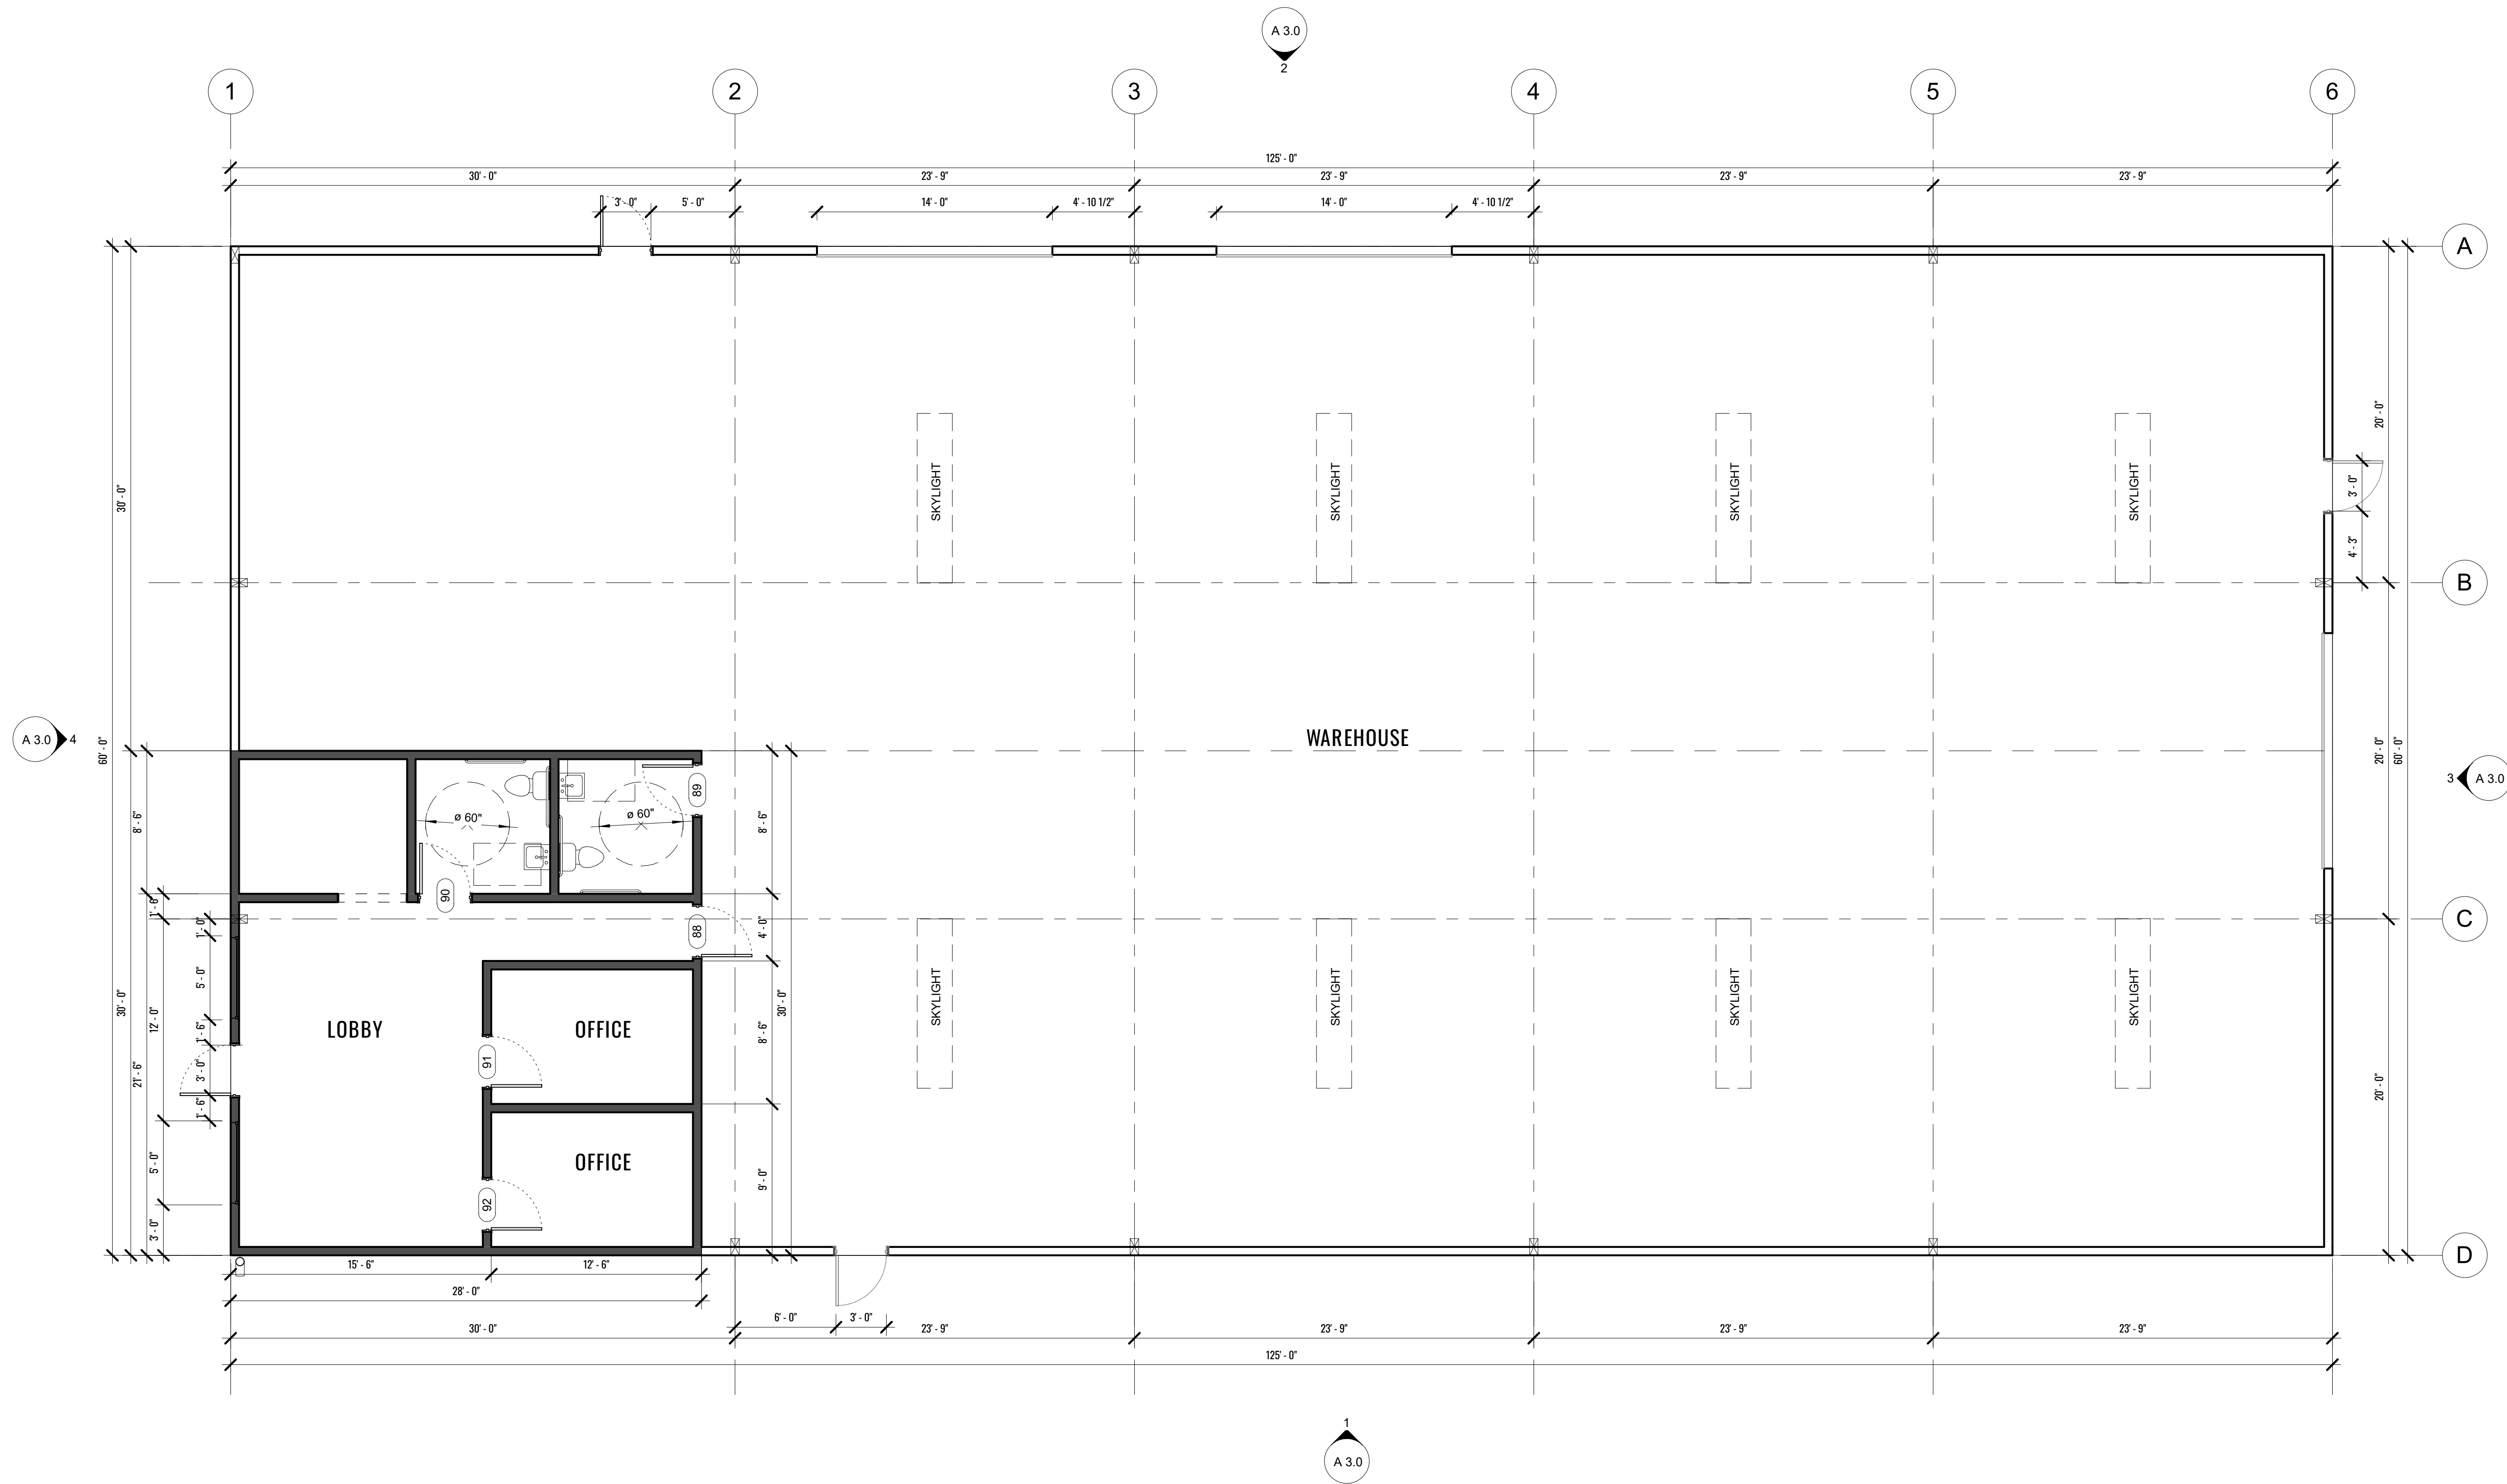 A 3.0
2
1
2
3
4
5
6
125' - 0"
30' - 0"
23' - 9"
23' - 9"
23' - 9"
23' - 9"
3' - 0"
5' - 0"
14' - 0"
4' - 10 1/2"
14' - 0"
4' - 10 1/2"
A
20' - 0"
30' - 0"
SKYLIGHT
SKYLIGHT
SKYLIGHT
SKYLIGHT
3' - 0"
4' - 3"
B
A 3.0
4
60' - 0"
WAREHOUSE
20' - 0"
60' - 0"
3
A 3.0
8' - 6"
ø 60"
ø 60"
89
8' - 6"
90
1' - 6"
1' - 0"
88
4' - 0"
C
5' - 0"
30' - 0"
12' - 0"
1' - 6"
LOBBY
OFFICE
8' - 6"
30' - 0"
SKYLIGHT
SKYLIGHT
SKYLIGHT
SKYLIGHT
21' - 6"
3' - 0"
91
1' - 6"
20' - 0"
5' - 0"
OFFICE
9' - 0"
92
3' - 0"
D
15' - 6"
12' - 6"
28' - 0"
6' - 0"
3' - 0"
30' - 0"
23' - 9"
23' - 9"
23' - 9"
23' - 9"
125' - 0"
1
A 3.0